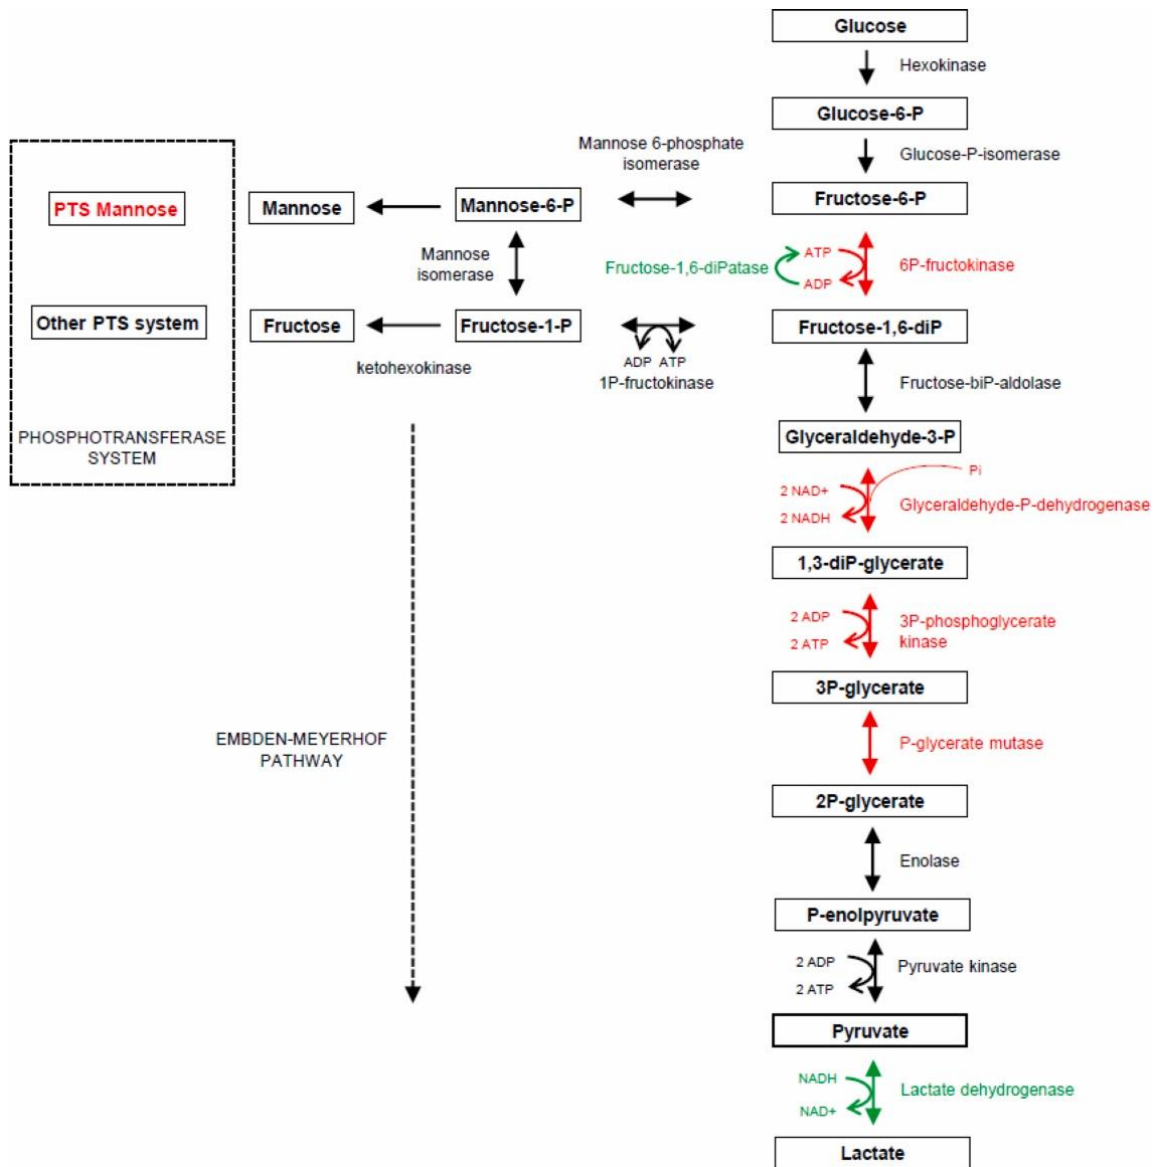 Glucose
Hexokinase
Glucose-6-P
Mannose 6-phosphate
isomerase
Glucose-P-isomerase
PTS Mannose
Mannose
Mannose-6-P
Fructose-6-P
Mannose
isomerase
Fructose-1,6-diPatase
ATP
ADP
6P-fructokinase
Other PTS system
Fructose
Fructose-1-P
Fructose-1,6-diP
ketohexokinase
ADP ATP
1P-fructokinase
Fructose-biP-aldolase
PHOSPHOTRANSFERASE
SYSTEM
Glyceraldehyde-3-P
Pi
2 NAD+
2 NADH
Glyceraldehyde-P-dehydrogenase
1,3-diP-glycerate
2 ADP
2 ATP
3P-phosphoglycerate
kinase
3P-glycerate
EMBDEN-MEYERHOF
PATHWAY
P-glycerate mutase
2P-glycerate
Enolase
P-enolpyruvate
2 ADP
2 ATP
Pyruvate kinase
Pyruvate
NADH
NAD+
Lactate dehydrogenase
Lactate